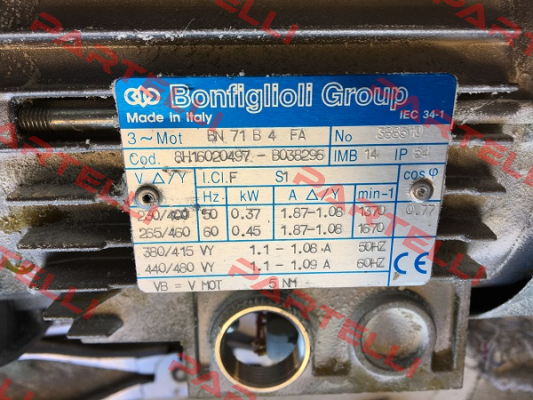 Bonfiglioli Group
Made in Italy IEC 34-1
3~Mot BN 71 B 4 FA No
Cod. 8H16020497 - B038296 IMB 14 IP
V △/Y I.Cl.F S1 cosφ
Hz kW A △/Y min-1
230/400 50 0.37 1.87-1.08 1370 0.77
265/460 60 0.45 1.87-1.08 1670
380/415 VY 1.1 - 1.08 A 50HZ
440/480 VY 1.1 - 1.09 A 60HZ
VB = V MOT 5 NM CE
PARTELLI